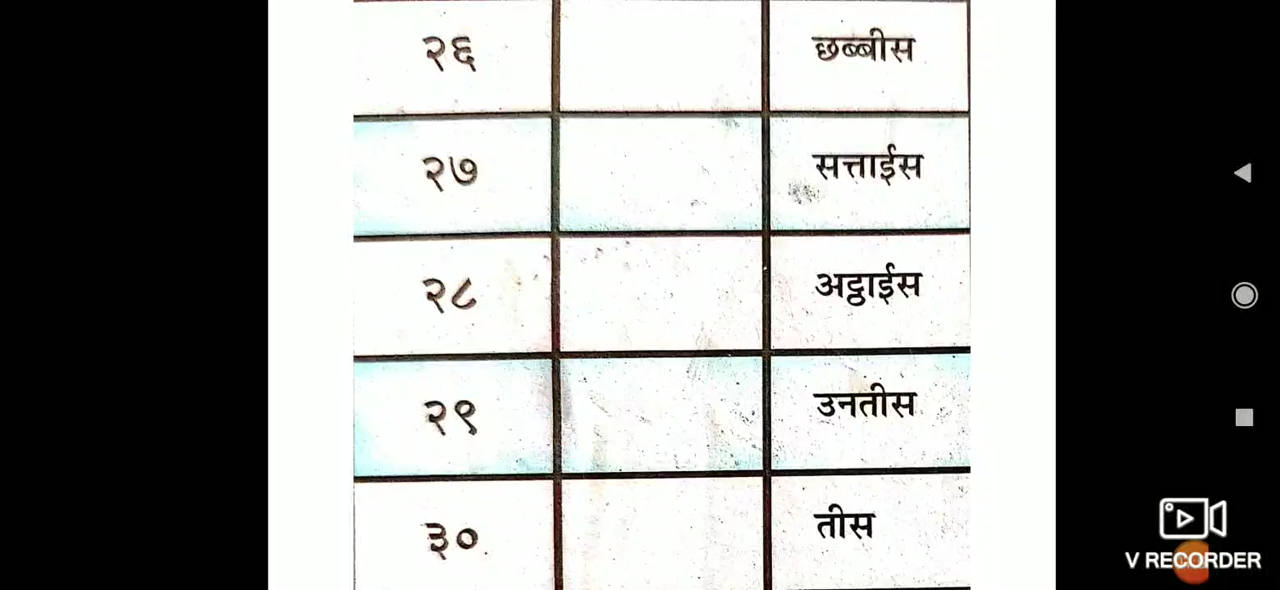 २६ छब्बीस
२७ सत्ताईस
२८ अट्ठाईस
२९ उनतीस
३० तीस
V RECORDER